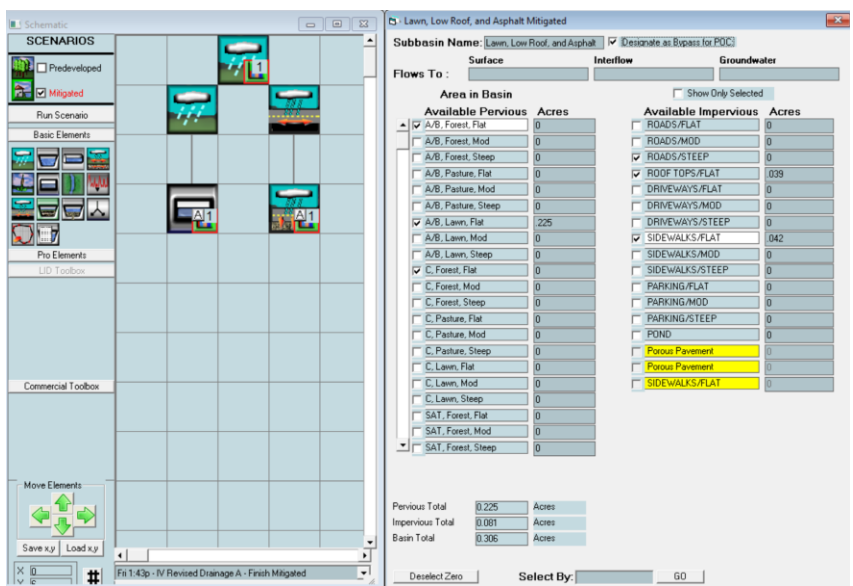 Schematic
SCENARIOS
Predeveloped
Mitigated
Run Scenario
Basic Elements
Pro Elements
LID Toolbox
Commercial Toolbox
Move Elements
Save x,y Load x,y
X 0
Y 6
#
1
A 1
A 1
Fri 1:43p - IV Revised Drainage A - Finish Mitigated
Lawn, Low Roof, and Asphalt Mitigated
Subbasin Name: Lawn, Low Roof, and Asphalt Designate as Bypass for POC:
Surface Interflow Groundwater
Flows To :
Area in Basin Show Only Selected
Available Pervious Acres Available Impervious Acres
A/B, Forest, Flat 0 ROADS/FLAT 0
A/B, Forest, Mod 0 ROADS/MOD 0
A/B, Forest, Steep 0 ROADS/STEEP 0
A/B, Pasture, Flat 0 ROOF TOPS/FLAT .039
A/B, Pasture, Mod 0 DRIVEWAYS/FLAT 0
A/B, Pasture, Steep 0 DRIVEWAYS/MOD 0
A/B, Lawn, Flat .225 DRIVEWAYS/STEEP 0
A/B, Lawn, Mod 0 SIDEWALKS/FLAT .042
A/B, Lawn, Steep 0 SIDEWALKS/MOD 0
C, Forest, Flat 0 SIDEWALKS/STEEP 0
C, Forest, Mod 0 PARKING/FLAT 0
C, Forest, Steep 0 PARKING/MOD 0
C, Pasture, Flat 0 PARKING/STEEP 0
C, Pasture, Mod 0 POND 0
C, Pasture, Steep 0 Porous Pavement 0
C, Lawn, Flat 0 Porous Pavement 0
C, Lawn, Mod 0 SIDEWALKS/FLAT 0
C, Lawn, Steep 0
SAT, Forest, Flat 0
SAT, Forest, Mod 0
SAT, Forest, Steep 0
Pervious Total 0.225 Acres
Impervious Total 0.081 Acres
Basin Total 0.306 Acres
Deselect Zero Select By: GO